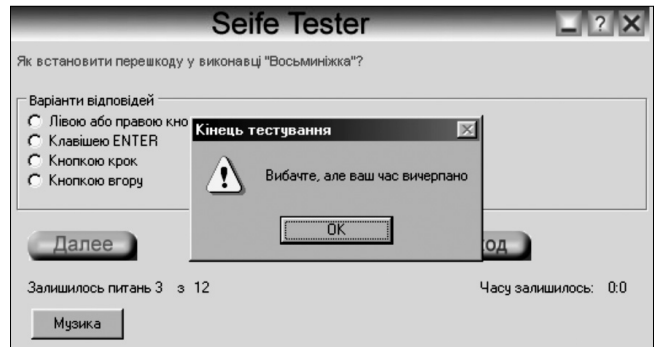 Seife Tester
Як встановити перешкоду у виконавці "Восьминіжка"?
Варіанти відповідей
Лівою або правою кно
Клавішею ENTER
Кнопкою крок
Кнопкою вгору
Кінець тестування
Вибачте, але ваш час вичерпано
OK
Далее
од
Залишилось питань 3 з 12
Часу залишилось: 0:0
Музика